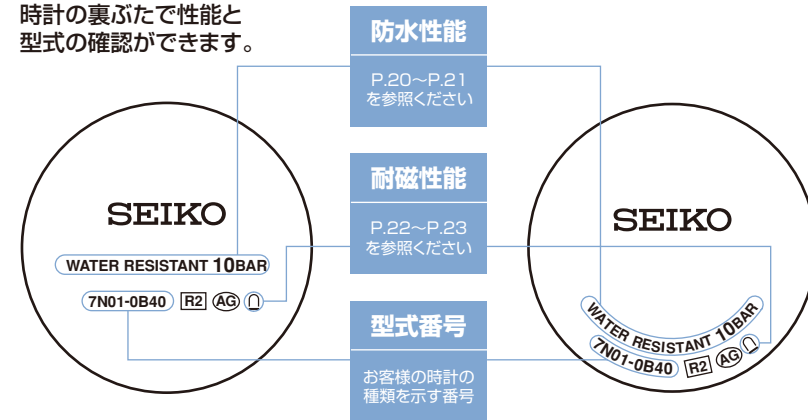 時計の裏ぶたで性能と
型式の確認ができます。
防水性能
P.20～P.21
を参照ください
耐磁性能
P.22～P.23
を参照ください
型式番号
お客様の時計の
種類を示す番号
SEIKO
WATER RESISTANT 10BAR
7N01-0B40 R2 AG
SEIKO
WATER RESISTANT 10BAR
7N01-0B40 R2 AG